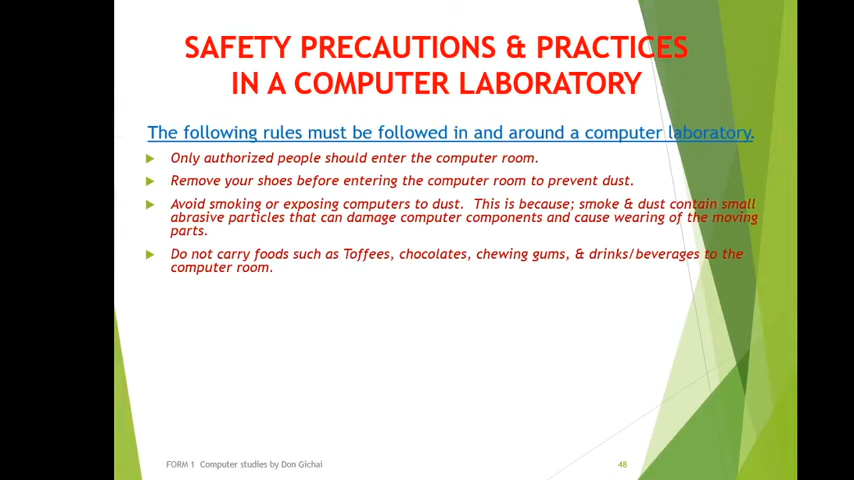 SAFETY PRECAUTIONS & PRACTICES
IN A COMPUTER LABORATORY
The following rules must be followed in and around a computer laboratory.
Only authorized people should enter the computer room.
Remove your shoes before entering the computer room to prevent dust.
Avoid smoking or exposing computers to dust. This is because; smoke & dust contain small
abrasive particles that can damage computer components and cause wearing of the moving
parts.
Do not carry foods such as Toffees, chocolates, chewing gums, & drinks/beverages to the
computer room.
FORM 1 Computer studies by Don Gichai
48